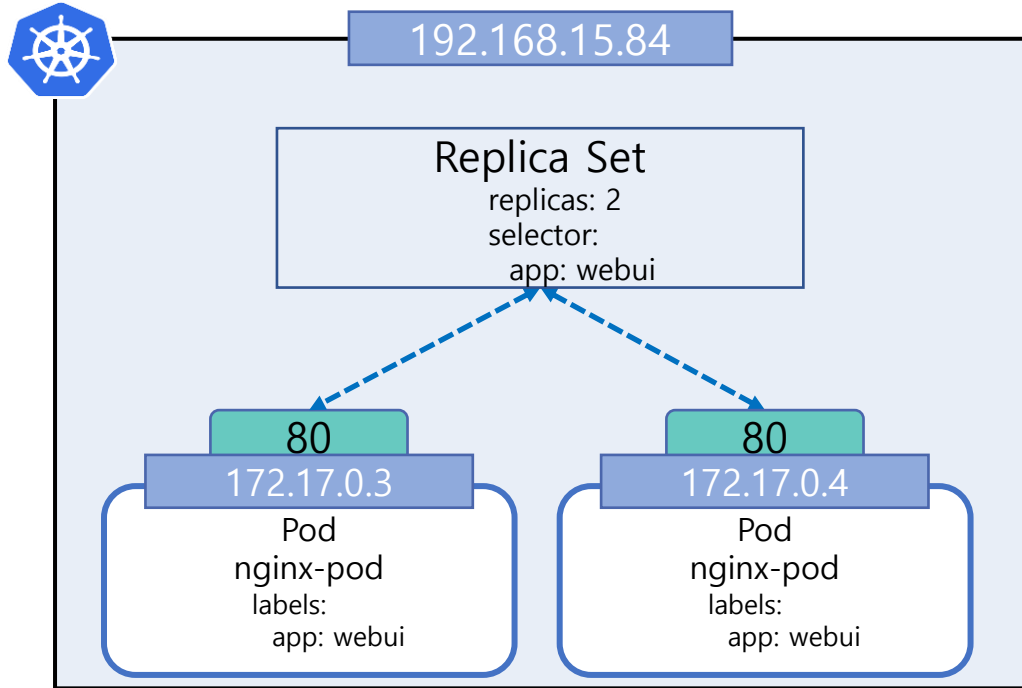 192.168.15.84
Replica Set
replicas: 2
selector:
app: webui
80
172.17.0.3
Pod
nginx-pod
labels:
app: webui
80
172.17.0.4
Pod
nginx-pod
labels:
app: webui